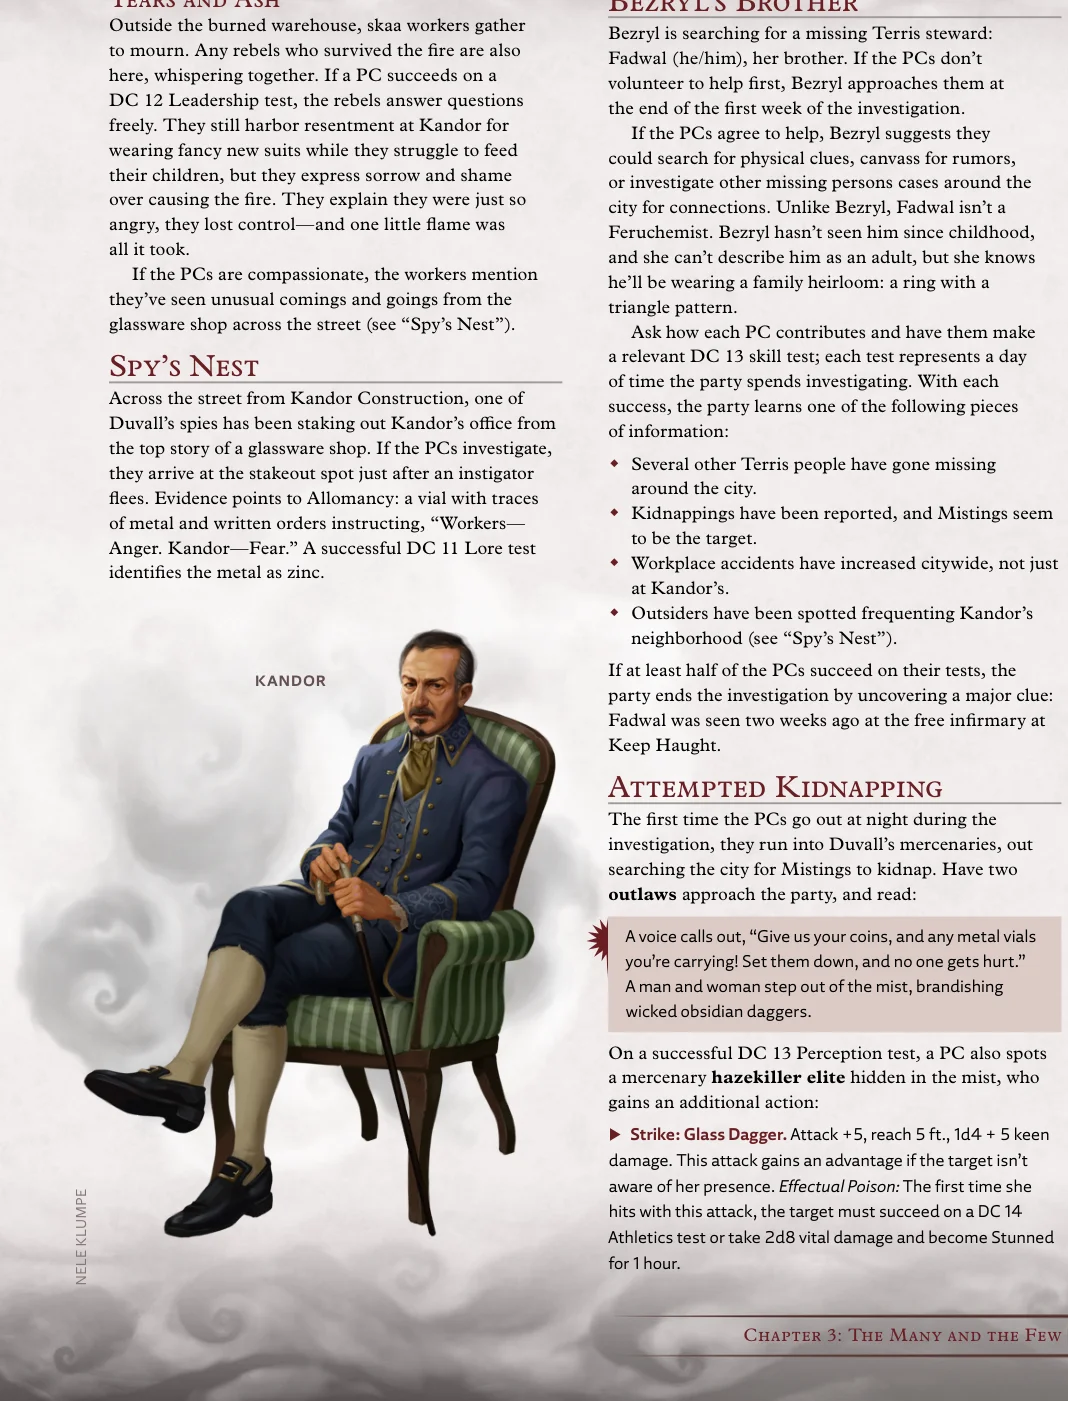 Tears and Ash
Outside the burned warehouse, skaa workers gather
to mourn. Any rebels who survived the fire are also
here, whispering together. If a PC succeeds on a
DC 12 Leadership test, the rebels answer questions
freely. They still harbor resentment at Kandor for
wearing fancy new suits while they struggle to feed
their children, but they express sorrow and shame
over causing the fire. They explain they were just so
angry, they lost control—and one little flame was
all it took.
If the PCs are compassionate, the workers mention
they’ve seen unusual comings and goings from the
glassware shop across the street (see “Spy’s Nest”).
Spy’s Nest
Across the street from Kandor Construction, one of
Duvall’s spies has been staking out Kandor’s office from
the top story of a glassware shop. If the PCs investigate,
they arrive at the stakeout spot just after an instigator
flees. Evidence points to Allomancy: a vial with traces
of metal and written orders instructing, “Workers—
Anger. Kandor—Fear.” A successful DC 11 Lore test
identifies the metal as zinc.
KANDOR
NELE KLUMPE
Bezryl’s Brother
Bezryl is searching for a missing Terris steward:
Fadwal (he/him), her brother. If the PCs don’t
volunteer to help first, Bezryl approaches them at
the end of the first week of the investigation.
If the PCs agree to help, Bezryl suggests they
could search for physical clues, canvass for rumors,
or investigate other missing persons cases around the
city for connections. Unlike Bezryl, Fadwal isn’t a
Feruchemist. Bezryl hasn’t seen him since childhood,
and she can’t describe him as an adult, but she knows
he’ll be wearing a family heirloom: a ring with a
triangle pattern.
Ask how each PC contributes and have them make
a relevant DC 13 skill test; each test represents a day
of time the party spends investigating. With each
success, the party learns one of the following pieces
of information:
Several other Terris people have gone missing
around the city.
Kidnappings have been reported, and Mistings seem
to be the target.
Workplace accidents have increased citywide, not just
at Kandor’s.
Outsiders have been spotted frequenting Kandor’s
neighborhood (see “Spy’s Nest”).
If at least half of the PCs succeed on their tests, the
party ends the investigation by uncovering a major clue:
Fadwal was seen two weeks ago at the free infirmary at
Keep Haught.
Attempted Kidnapping
The first time the PCs go out at night during the
investigation, they run into Duvall’s mercenaries, out
searching the city for Mistings to kidnap. Have two
outlaws approach the party, and read:
A voice calls out, “Give us your coins, and any metal vials
you’re carrying! Set them down, and no one gets hurt.”
A man and woman step out of the mist, brandishing
wicked obsidian daggers.
On a successful DC 13 Perception test, a PC also spots
a mercenary hazekiller elite hidden in the mist, who
gains an additional action:
▶ Strike: Glass Dagger. Attack +5, reach 5 ft., 1d4 + 5 keen
damage. This attack gains an advantage if the target isn’t
aware of her presence. Effectual Poison: The first time she
hits with this attack, the target must succeed on a DC 14
Athletics test or take 2d8 vital damage and become Stunned
for 1 hour.
Chapter 3: The Many and the Few